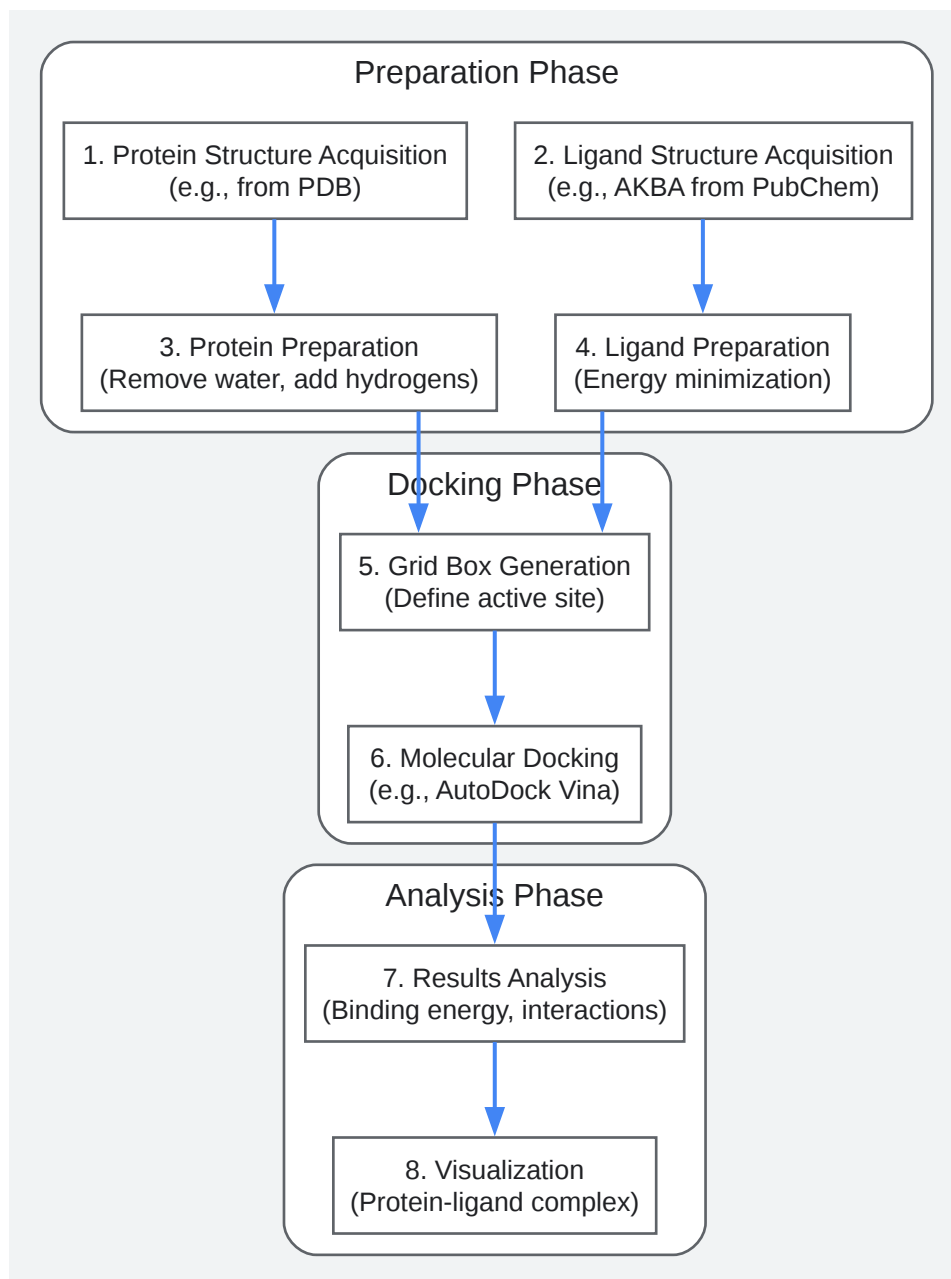 Preparation Phase
1. Protein Structure Acquisition
(e.g., from PDB)
2. Ligand Structure Acquisition
(e.g., AKBA from PubChem)
3. Protein Preparation
(Remove water, add hydrogens)
4. Ligand Preparation
(Energy minimization)
Docking Phase
5. Grid Box Generation
(Define active site)
6. Molecular Docking
(e.g., AutoDock Vina)
Analysis Phase
7. Results Analysis
(Binding energy, interactions)
8. Visualization
(Protein-ligand complex)